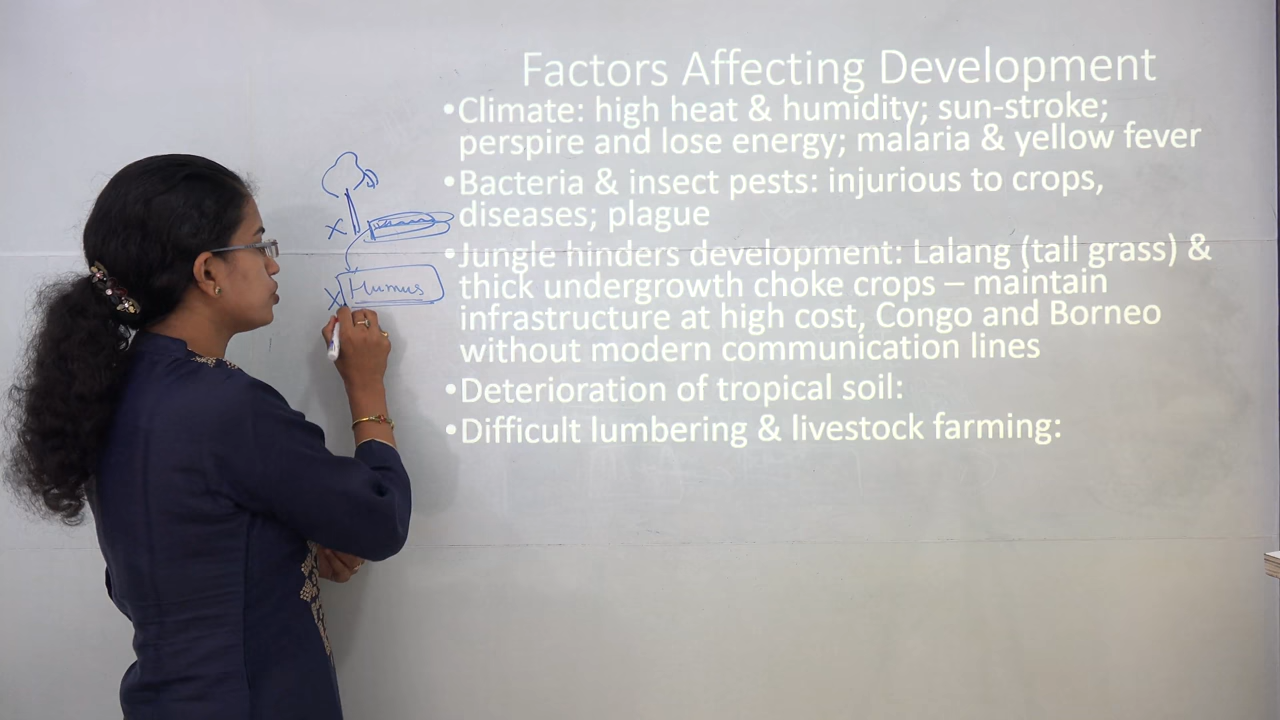 Factors Affecting Development
•Climate: high heat & humidity; sun-stroke;
perspire and lose energy; malaria & yellow fever
•Bacteria & insect pests: injurious to crops,
diseases; plague
•Jungle hinders development: Lalang (tall grass) &
thick undergrowth choke crops – maintain
infrastructure at high cost, Congo and Borneo
without modern communication lines
•Deterioration of tropical soil:
•Difficult lumbering & livestock farming:
X
X Humus